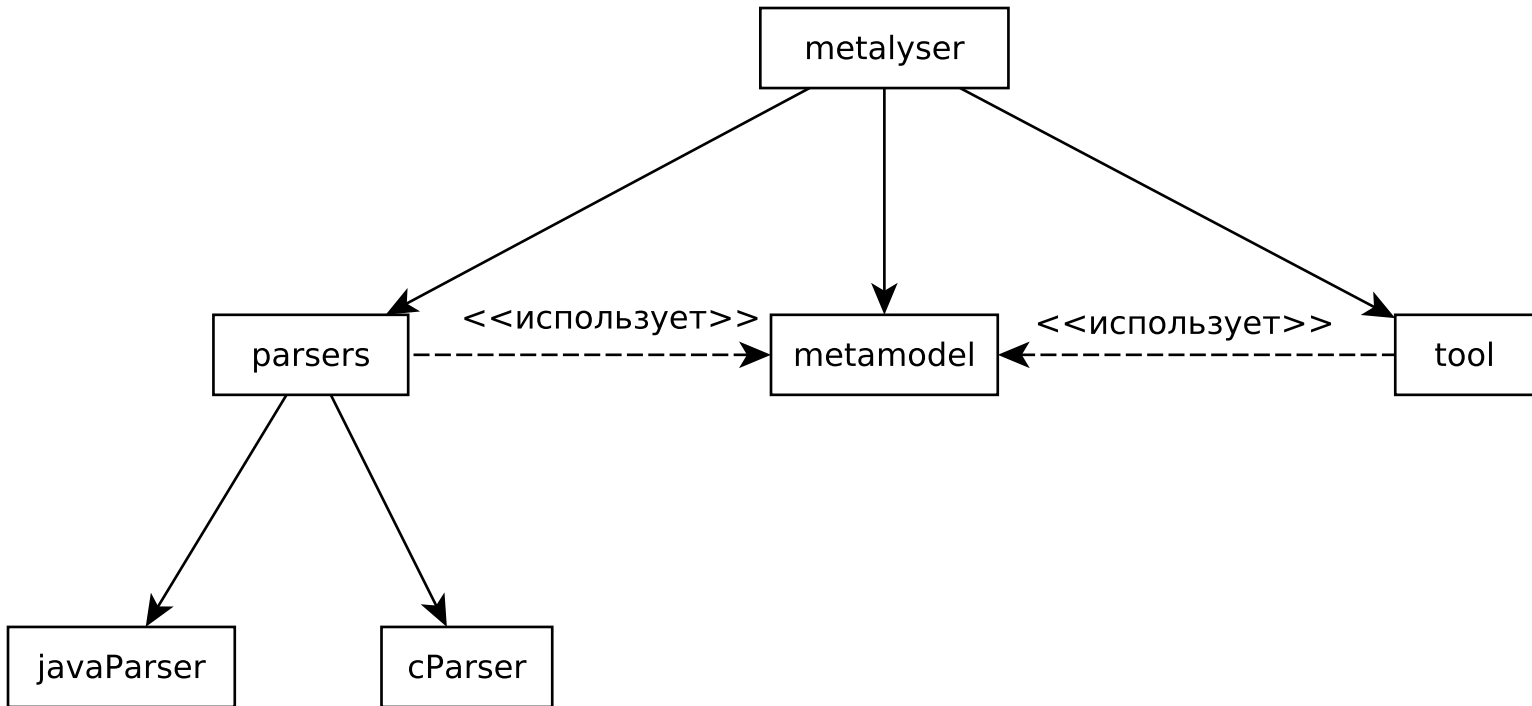 metalyser
<<использует>>
<<использует>>
parsers
metamodel
tool
javaParser
cParser